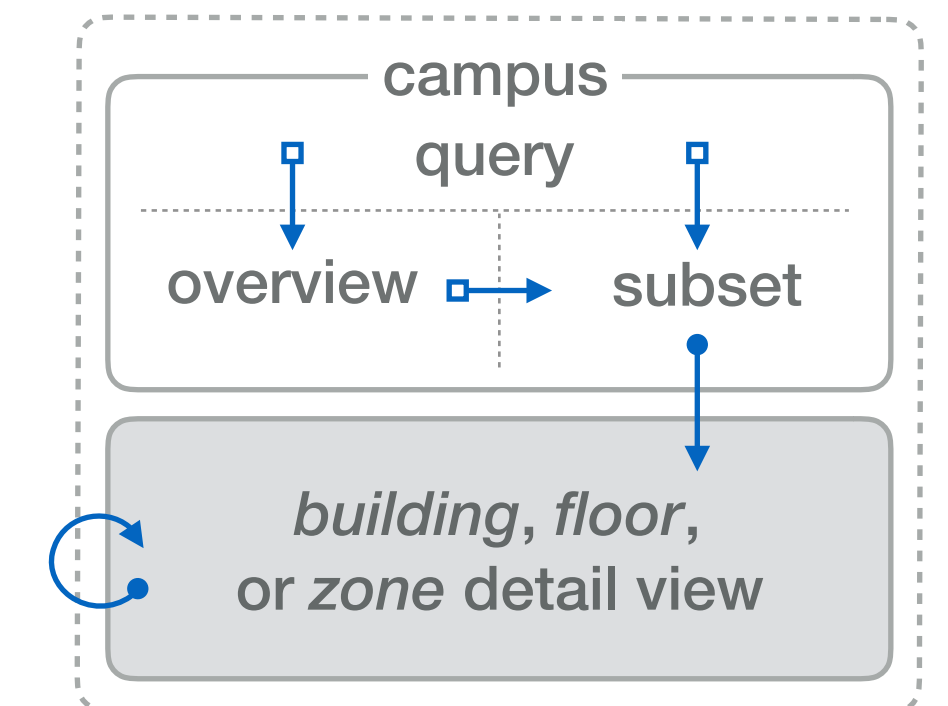 campus
query
overview
subset
building, floor,
or zone detail view